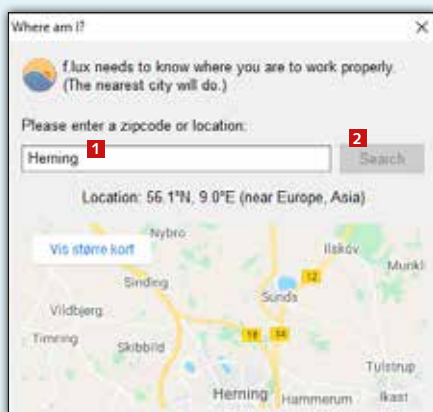 Where am I?
f.lux needs to know where you are to work properly.
(The nearest city will do.)
Please enter a zipcode or location:
1
2
Herning
Search
Location: 56.1°N, 9.0°E (near Europe, Asia)
Vis større kort
Nybro
Ilskov
12
Munkl
Sinding
Sunds
Vildbjerg
Timring
18
Skibbild
Tulstrup
Herning
Hammerum
Ikast